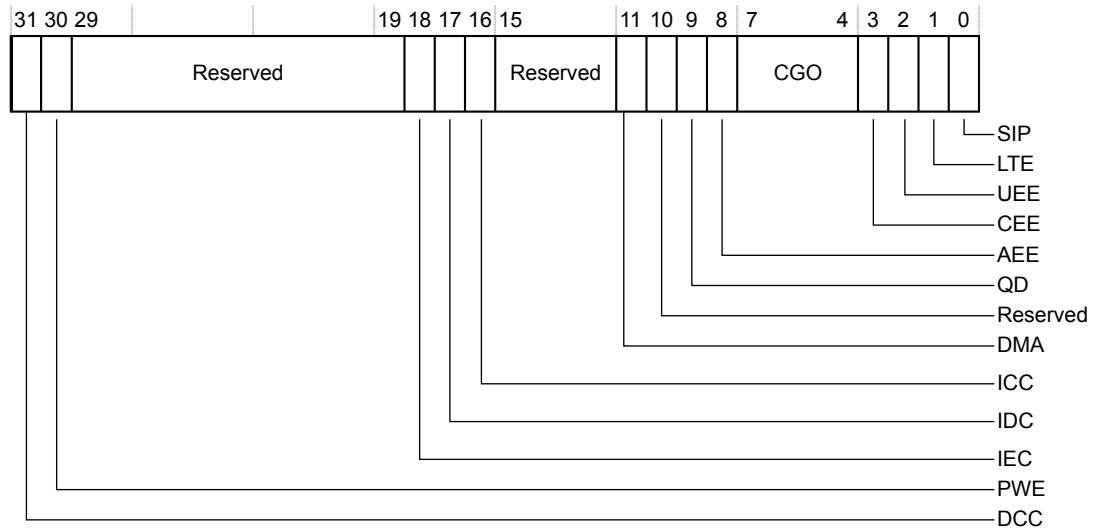 31 30 29 19 18 17 16 15 11 10 9 8 7 4 3 2 1 0
Reserved Reserved CGO
SIP
LTE
UEE
CEE
AEE
QD
Reserved
DMA
ICC
IDC
IEC
PWE
DCC